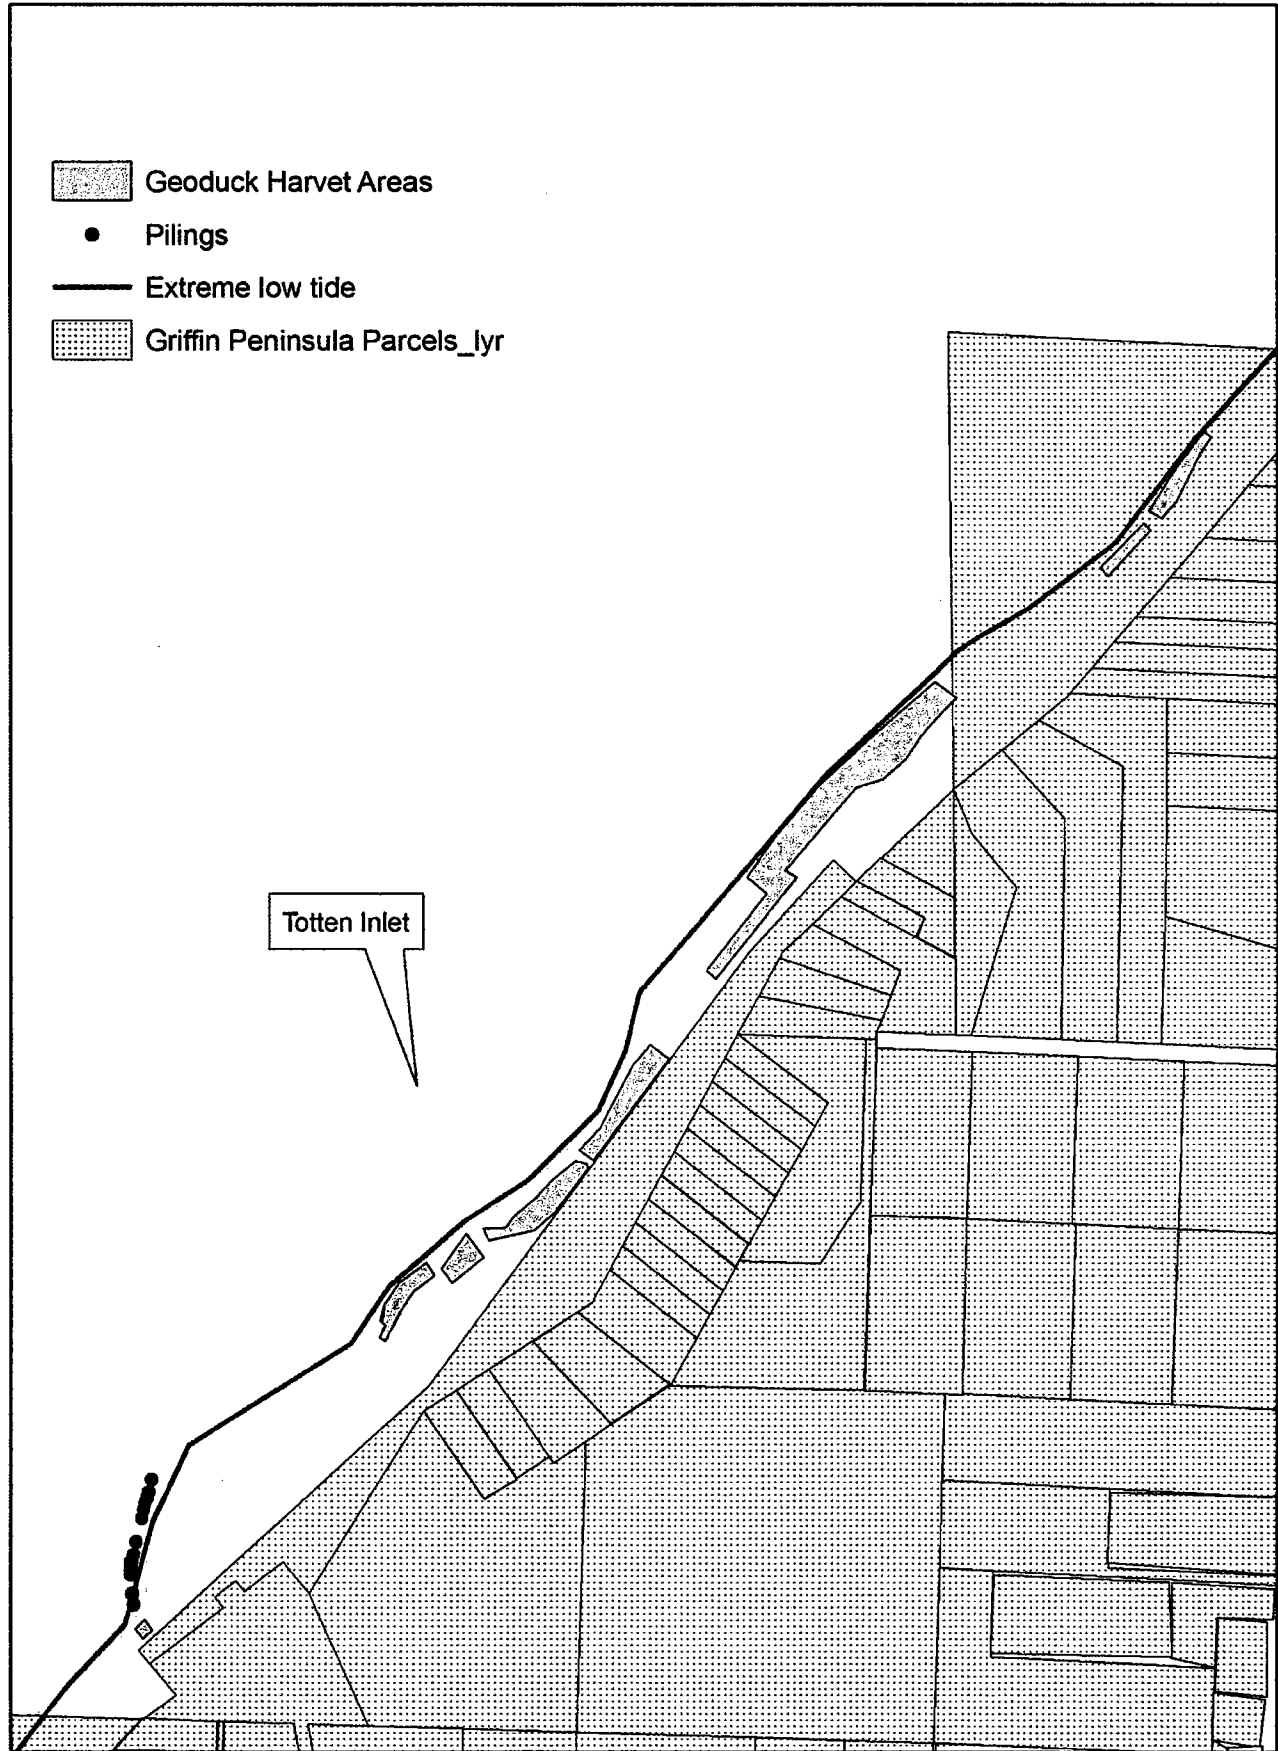 Geoduck Harvet Areas
Pilings
Extreme low tide
Griffin Peninsula Parcels_lyr
Totten Inlet